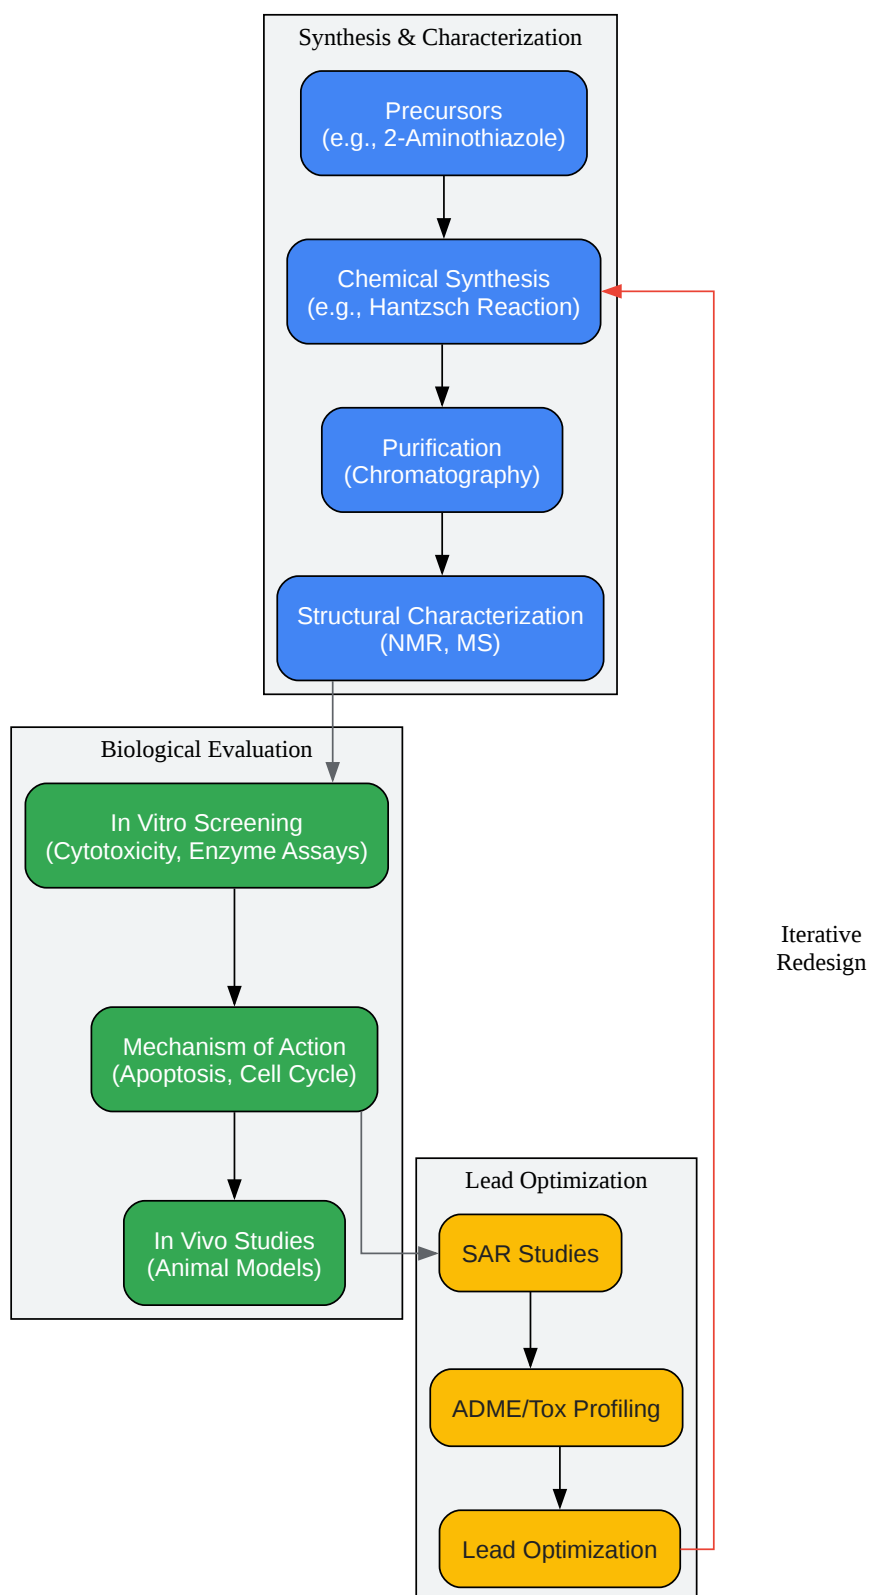 Synthesis & Characterization
Precursors
(e.g., 2-Aminothiazole)
Chemical Synthesis
(e.g., Hantzsch Reaction)
Purification
(Chromatography)
Structural Characterization
(NMR, MS)
Biological Evaluation
In Vitro Screening
(Cytotoxicity, Enzyme Assays)
Iterative
Redesign
Mechanism of Action
(Apoptosis, Cell Cycle)
In Vivo Studies
(Animal Models)
Lead Optimization
SAR Studies
ADME/Tox Profiling
Lead Optimization